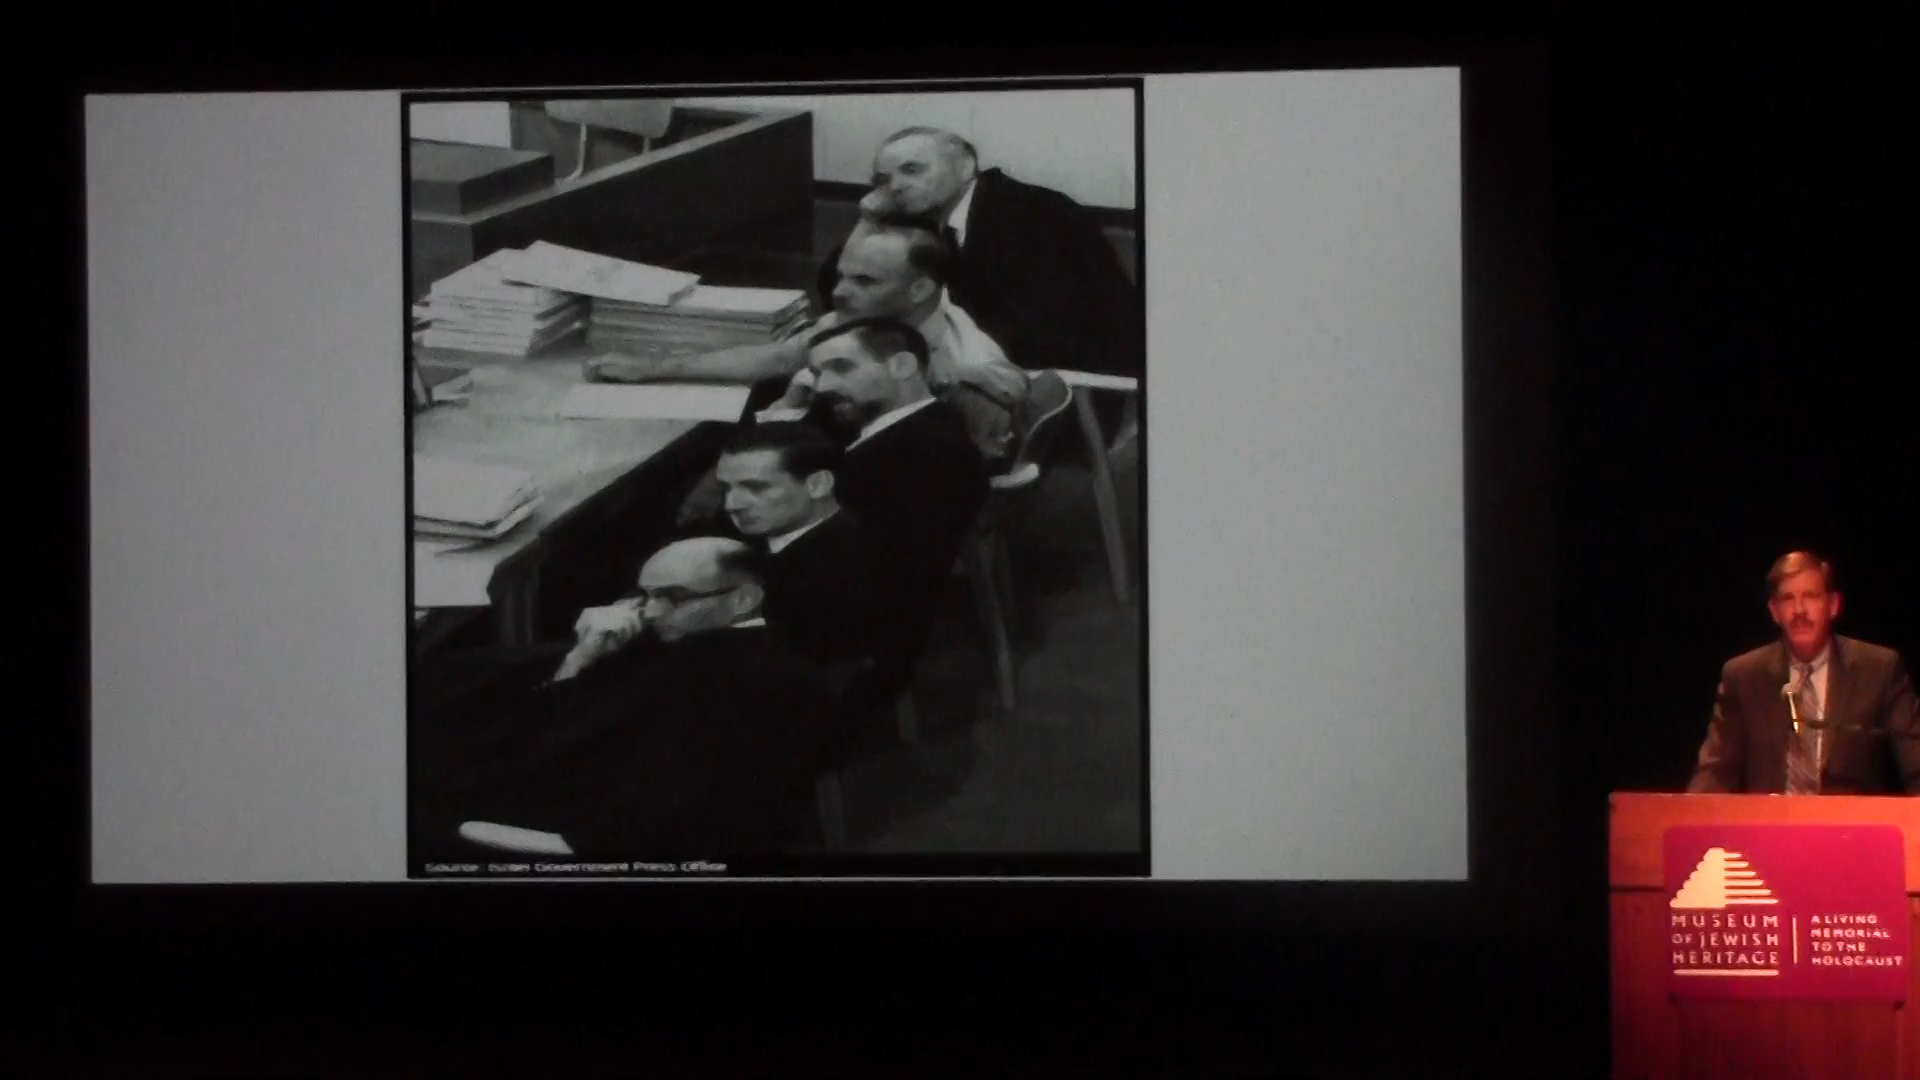 Source: Israel Government Press Office
MUSEUM
OF JEWISH
HERITAGE
A LIVING
MEMORIAL
TO THE
HOLOCAUST